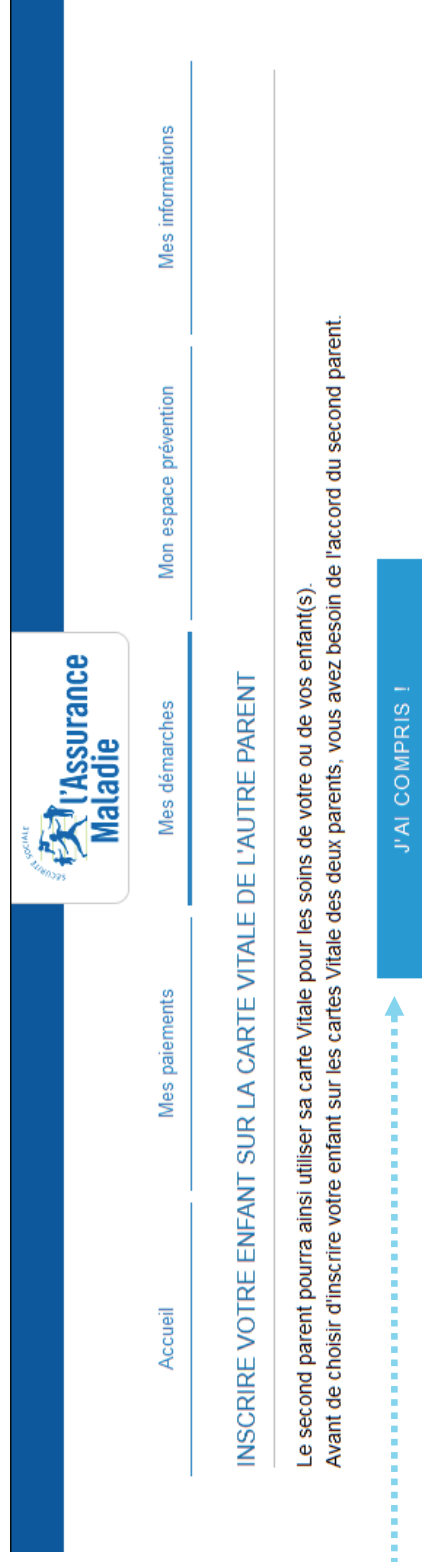 SÉCURITÉ SOCIALE
l'Assurance
Maladie
Accueil
Mes paiements
Mes démarches
Mon espace prévention
Mes informations
INSCRIRE VOTRE ENFANT SUR LA CARTE VITALE DE L'AUTRE PARENT
Le second parent pourra ainsi utiliser sa carte Vitale pour les soins de votre ou de vos enfant(s).
Avant de choisir d'inscrire votre enfant sur les cartes Vitale des deux parents, vous avez besoin de l'accord du second parent.
J'AI COMPRIS !